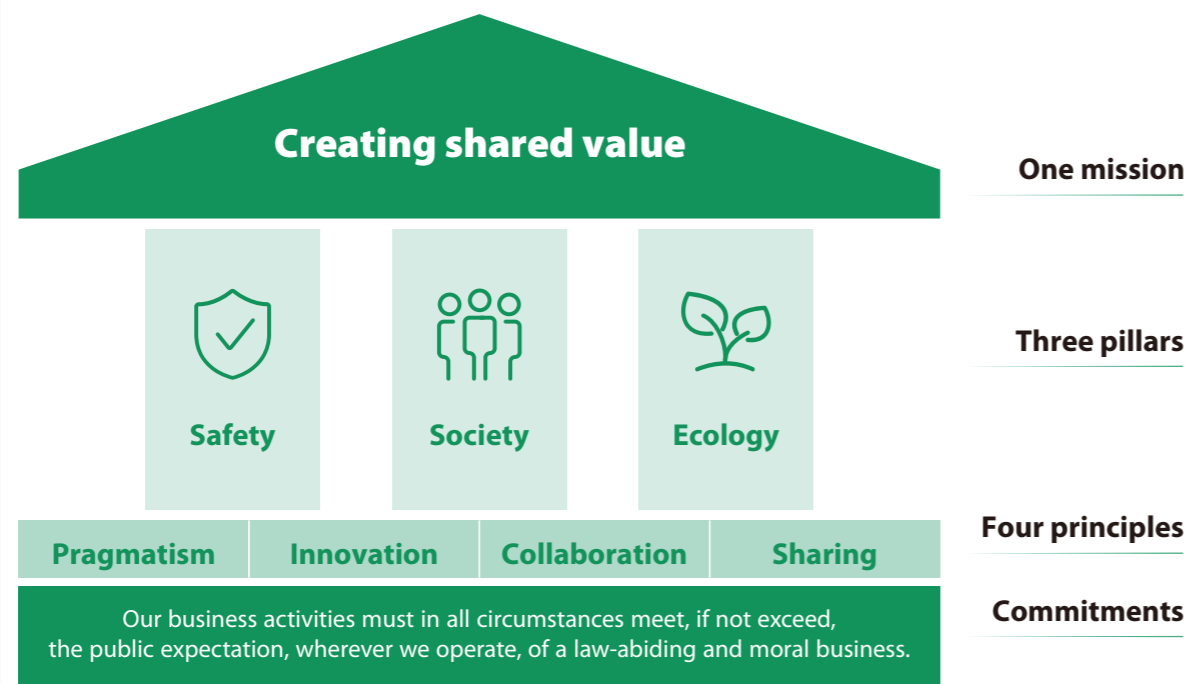 Creating shared value
One mission
Safety
Society
Ecology
Three pillars
Pragmatism
Innovation
Collaboration
Sharing
Four principles
Our business activities must in all circumstances meet, if not exceed,
the public expectation, wherever we operate, of a law-abiding and moral business.
Commitments